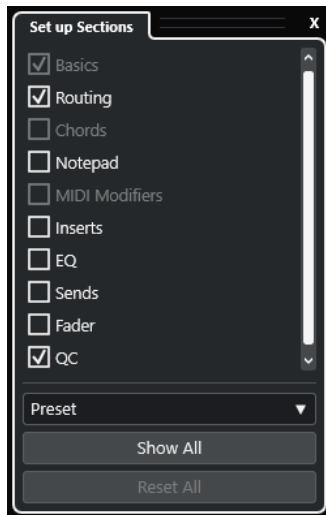 Set up Sections X
Basics
Routing
Chords
Notepad
MIDI Modifiers
Inserts
EQ
Sends
Fader
QC
Preset
Show All
Reset All